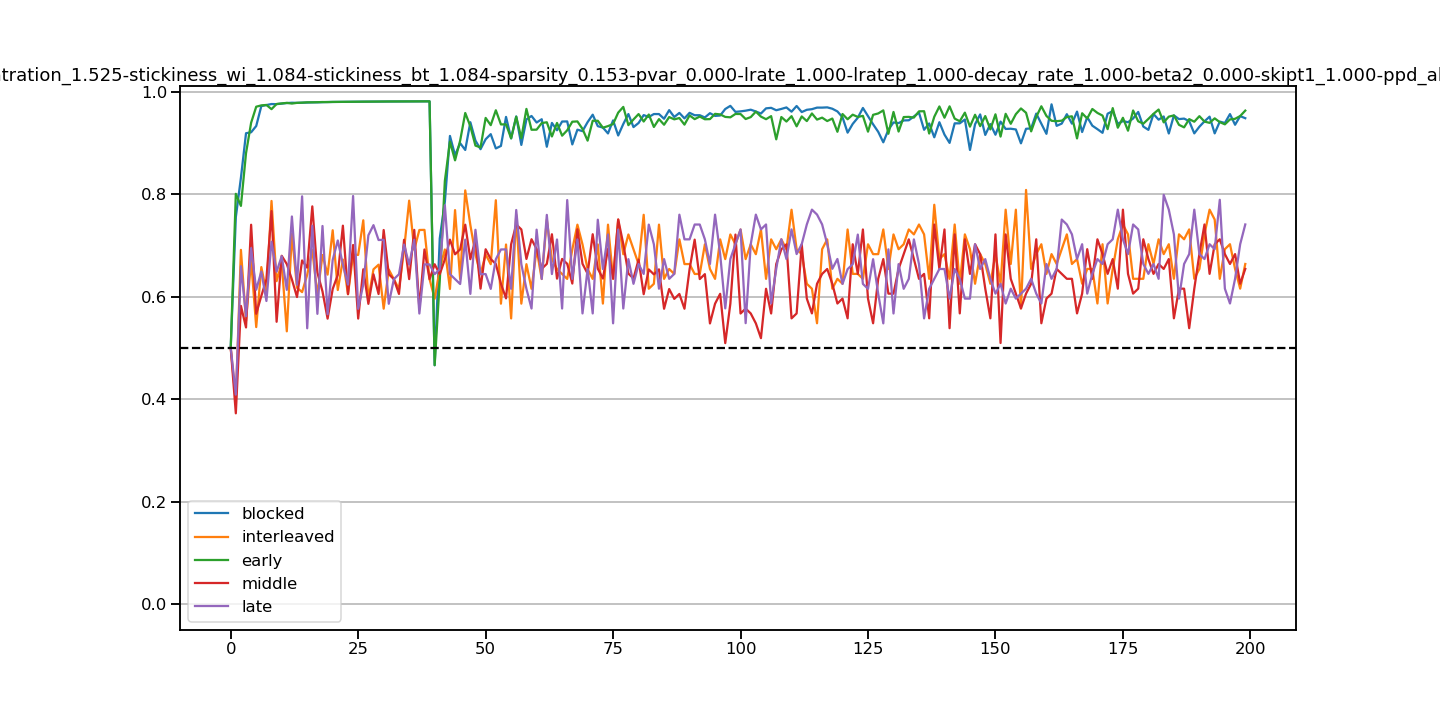 tration_1.525-stickiness_wi_1.084-stickiness_bt_1.084-sparsity_0.153-pvar_0.000-lrate_1.000-lratep_1.000-decay_rate_1.000-beta2_0.000-skipt1_1.000-ppd_al
1.0
0.8
0.6
0.4
0.2
0.0
blocked
interleaved
early
middle
late
0 25 50 75 100 125 150 175 200